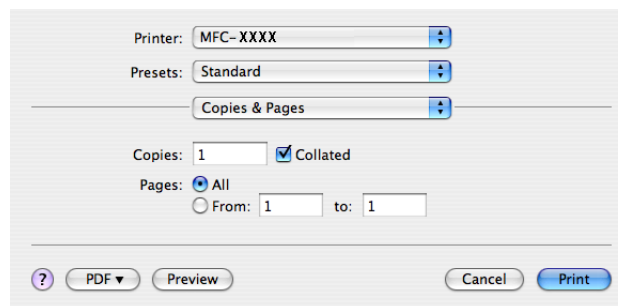 Printer: MFC-XXXX
Presets: Standard
Copies & Pages
Copies: 1 Collated
Pages: All
From: 1 to: 1
? PDF▼ Preview Cancel Print